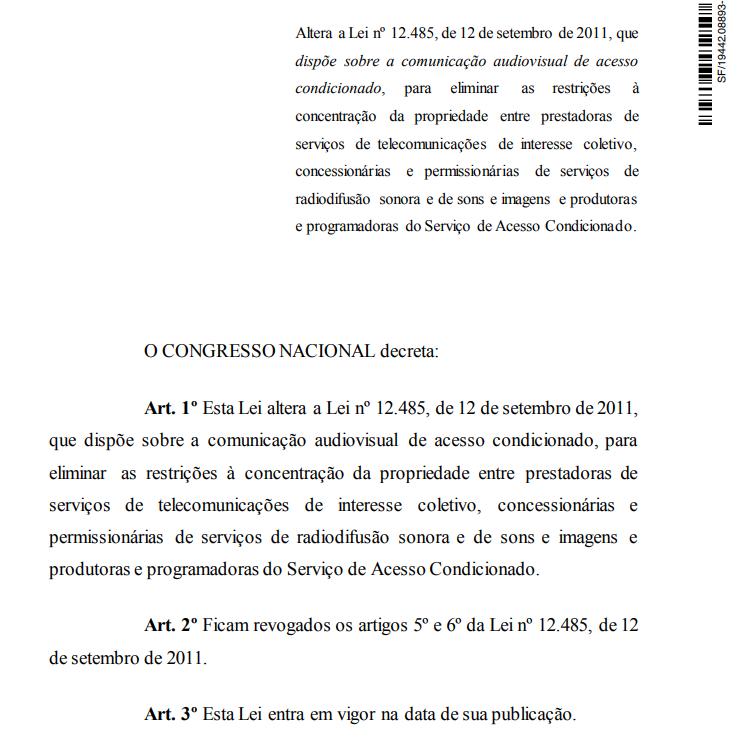 Altera a Lei nº 12.485, de 12 de setembro de 2011, que
dispõe sobre a comunicação audiovisual de acesso
condicionado, para eliminar as restrições à
concentração da propriedade entre prestadoras de
serviços de telecomunicações de interesse coletivo,
concessionárias e permissionárias de serviços de
radiodifusão sonora e de sons e imagens e produtoras
e programadoras do Serviço de Acesso Condicionado.
SF/19442.08893-
O CONGRESSO NACIONAL decreta:
Art. 1º Esta Lei altera a Lei nº 12.485, de 12 de setembro de 2011,
que dispõe sobre a comunicação audiovisual de acesso condicionado, para
eliminar as restrições à concentração da propriedade entre prestadoras de
serviços de telecomunicações de interesse coletivo, concessionárias e
permissionárias de serviços de radiodifusão sonora e de sons e imagens e
produtoras e programadoras do Serviço de Acesso Condicionado.
Art. 2º Ficam revogados os artigos 5º e 6º da Lei nº 12.485, de 12
de setembro de 2011.
Art. 3º Esta Lei entra em vigor na data de sua publicação.